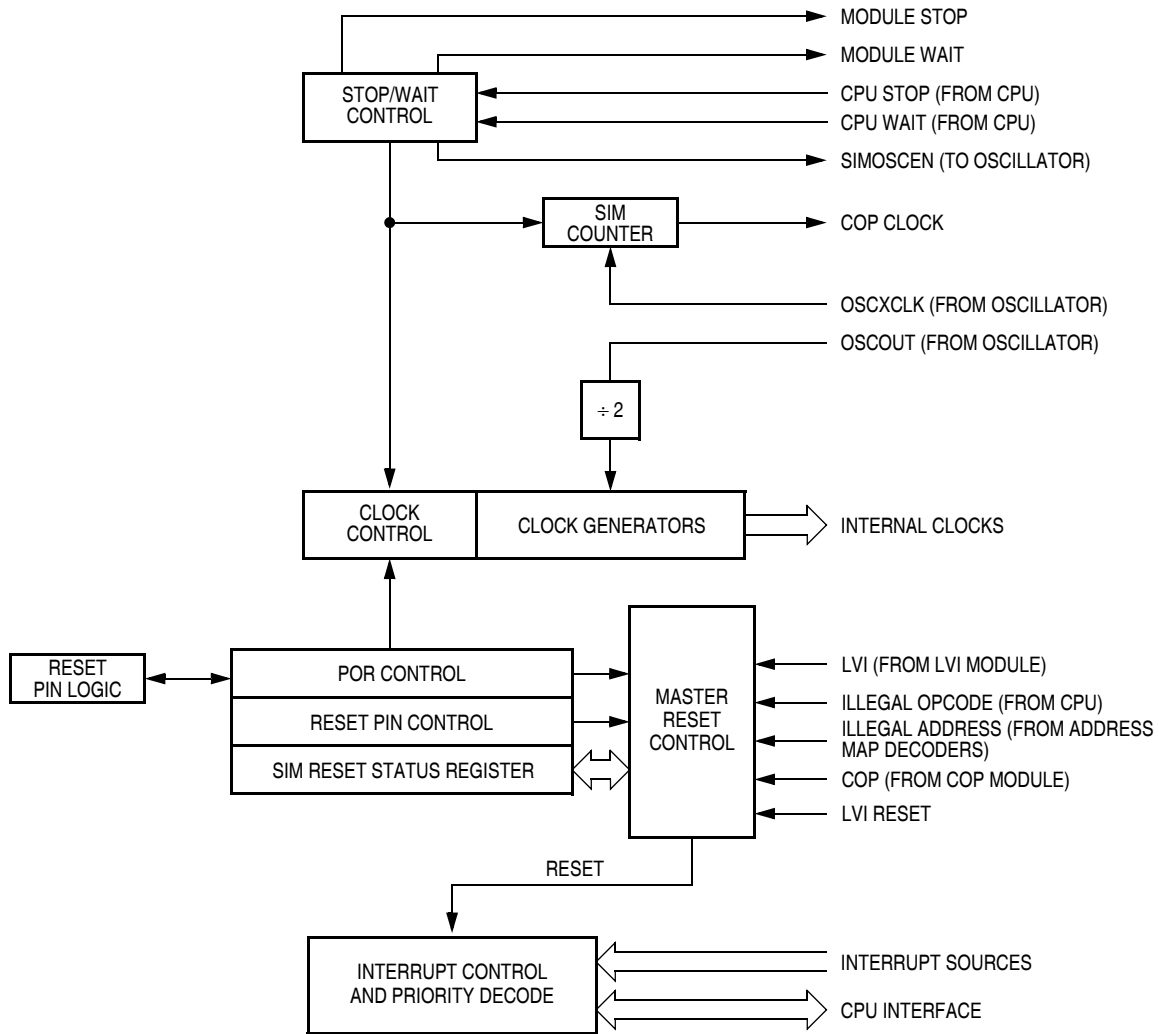 MODULE STOP
MODULE WAIT
STOP/WAIT
CONTROL
CPU STOP (FROM CPU)
CPU WAIT (FROM CPU)
SIMOSCEN (TO OSCILLATOR)
SIM
COUNTER
COP CLOCK
OSCXCLK (FROM OSCILLATOR)
OSCOUT (FROM OSCILLATOR)
÷ 2
CLOCK
CONTROL
CLOCK GENERATORS
INTERNAL CLOCKS
RESET
PIN LOGIC
POR CONTROL
RESET PIN CONTROL
SIM RESET STATUS REGISTER
MASTER
RESET
CONTROL
LVI (FROM LVI MODULE)
ILLEGAL OPCODE (FROM CPU)
ILLEGAL ADDRESS (FROM ADDRESS
MAP DECODERS)
COP (FROM COP MODULE)
LVI RESET
RESET
INTERRUPT CONTROL
AND PRIORITY DECODE
INTERRUPT SOURCES
CPU INTERFACE